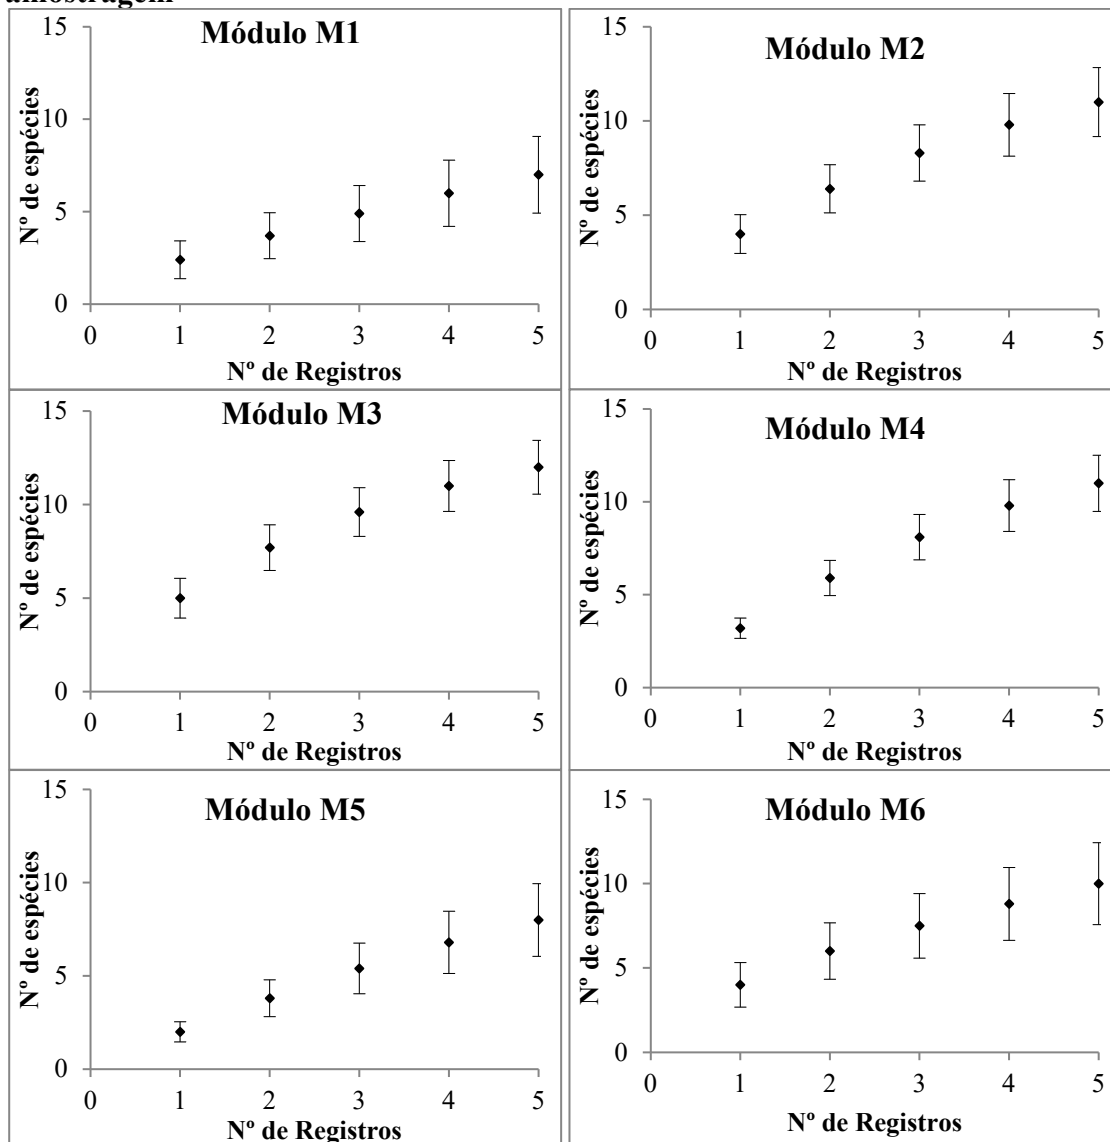 amostragem
Módulo M1
Nº de espécies
15
10
5
0
0 1 2 3 4 5
Nº de Registros
Módulo M2
Nº de espécies
15
10
5
0
0 1 2 3 4 5
Nº de Registros
Módulo M3
Nº de espécies
15
10
5
0
0 1 2 3 4 5
Nº de Registros
Módulo M4
Nº de espécies
15
10
5
0
0 1 2 3 4 5
Nº de Registros
Módulo M5
Nº de espécies
15
10
5
0
0 1 2 3 4 5
Nº de Registros
Módulo M6
Nº de espécies
15
10
5
0
0 1 2 3 4 5
Nº de Registros